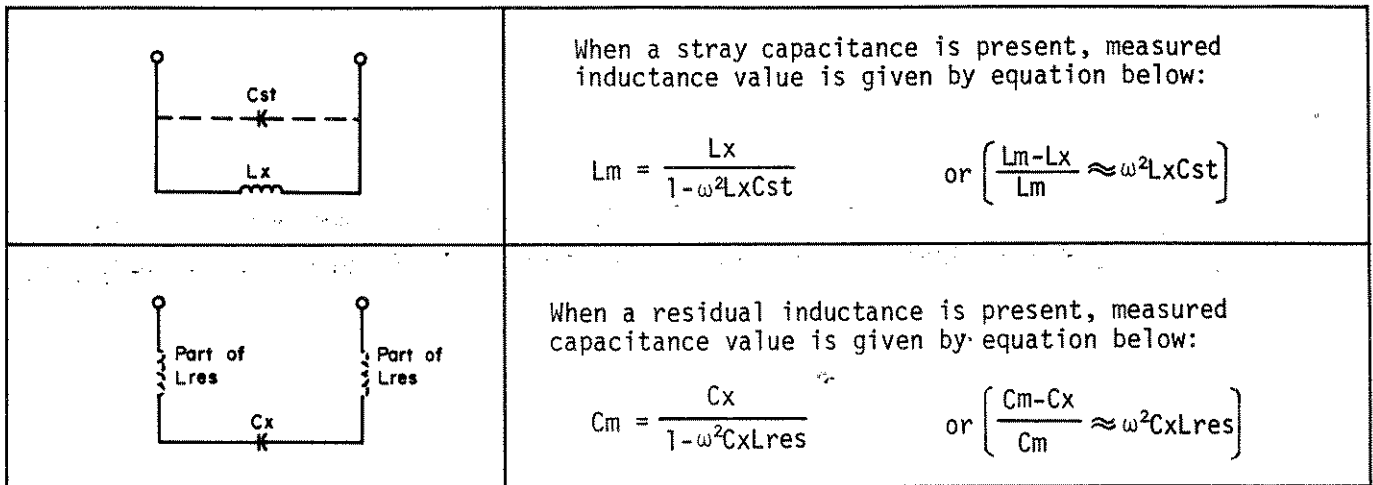 Cst
Lx
When a stray capacitance is present, measured
inductance value is given by equation below:
Lm = Lx / 1-ω²LxCst or (Lm-Lx / Lm ≈ ω²LxCst)
Part of
Lres
Part of
Lres
Cx
When a residual inductance is present, measured
capacitance value is given by equation below:
Cm = Cx / 1-ω²CxLres or (Cm-Cx / Cm ≈ ω²CxLres)